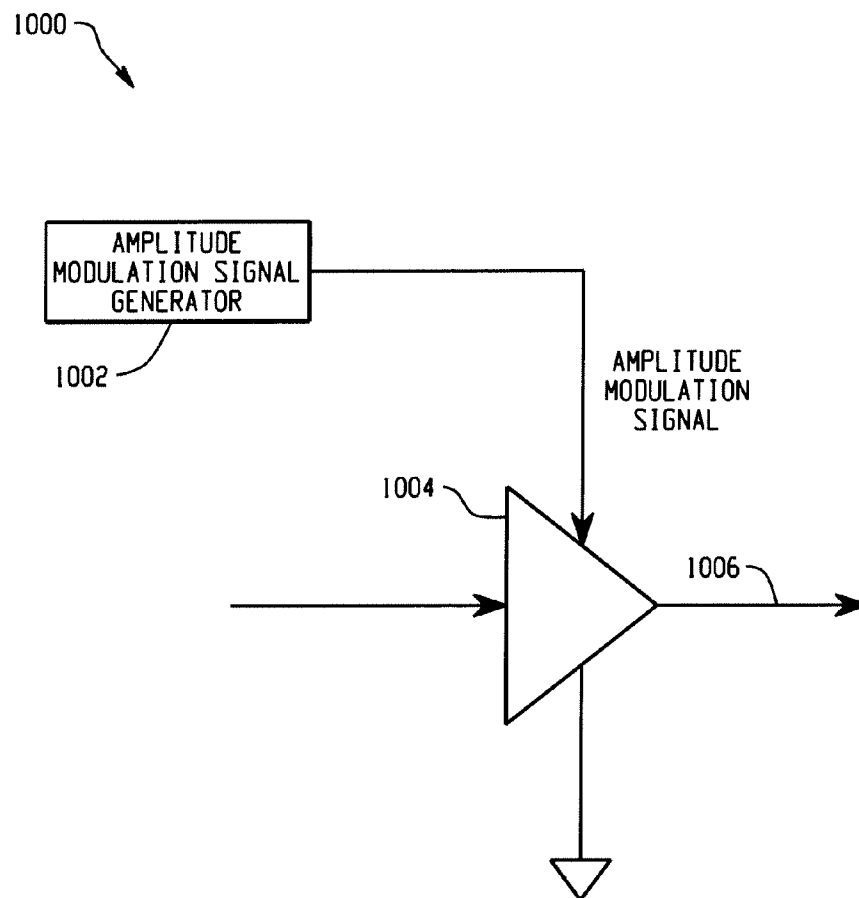 1000
AMPLITUDE
MODULATION SIGNAL
GENERATOR
1002
AMPLITUDE
MODULATION
SIGNAL
1004
1006